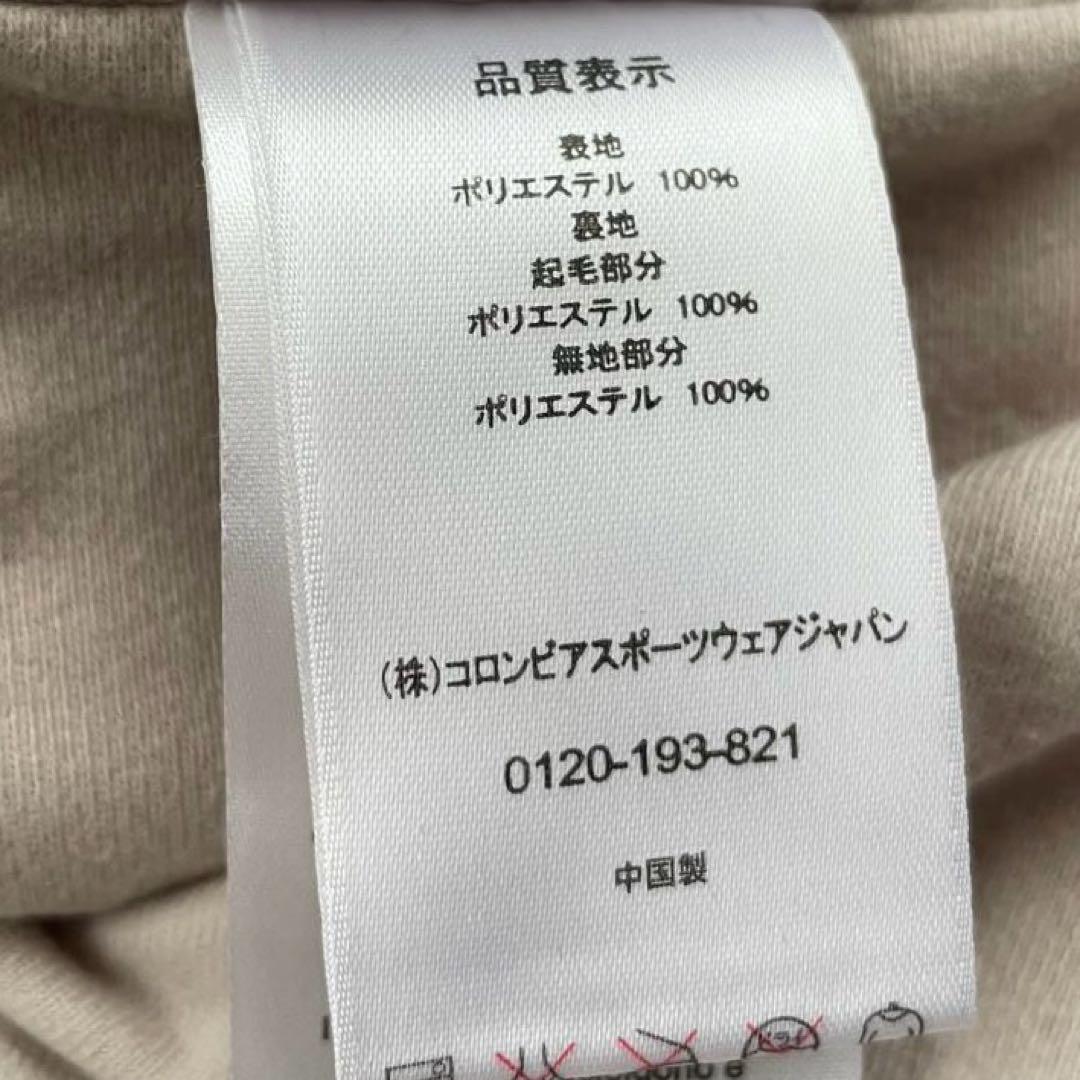 品質表示
表地
ポリエステル 100%
裏地
起毛部分
ポリエステル 100%
無地部分
ポリエステル 100%
(株)コロンビアスポーツウェアジャパン
0120-193-821
中国製
ドライ